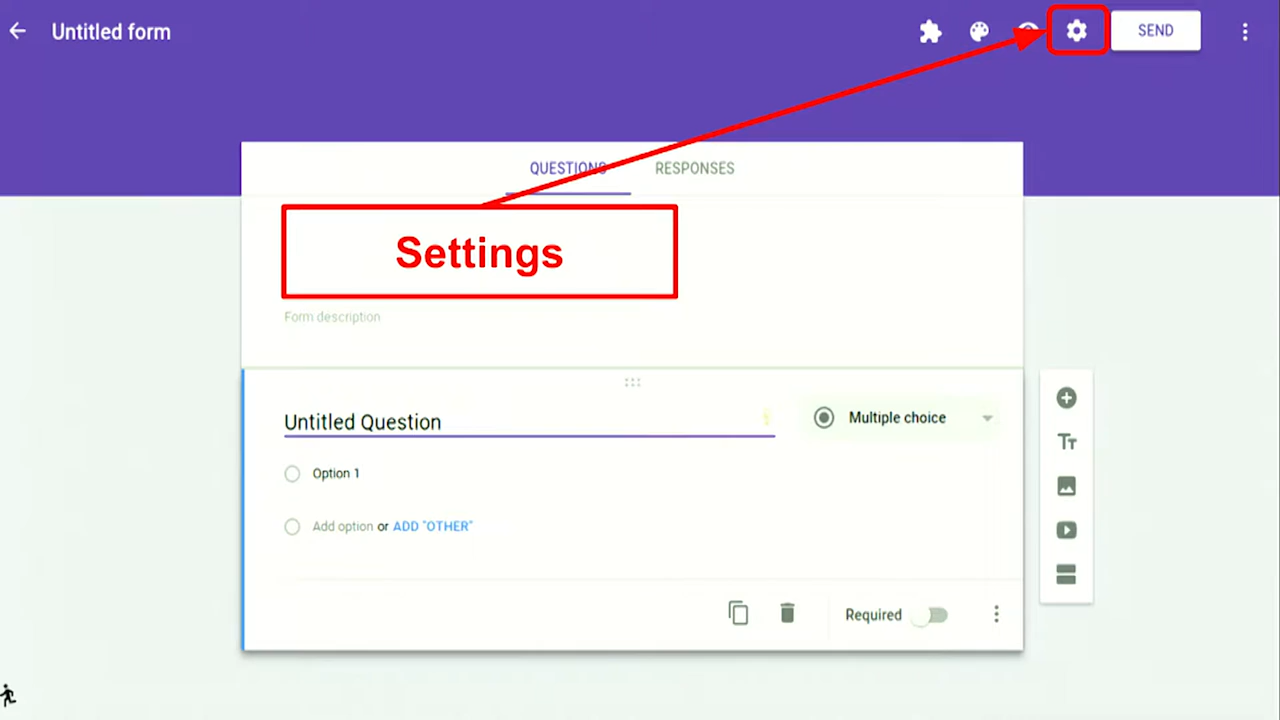 Untitled form
SEND
QUESTIONS
RESPONSES
Settings
Form description
Untitled Question
Multiple choice
Option 1
Add option or ADD "OTHER"
Required